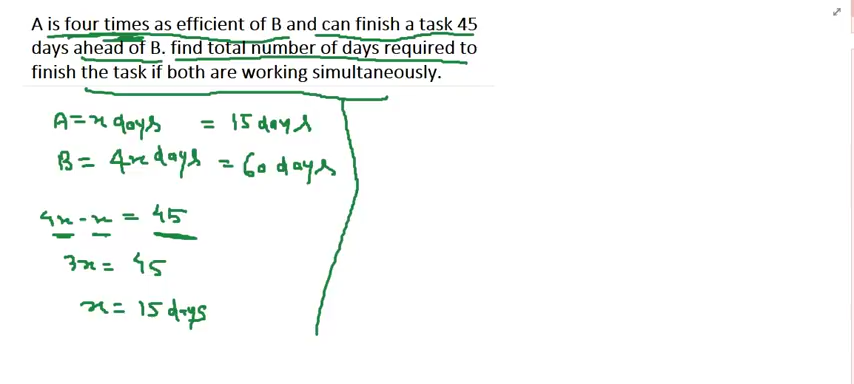 A is four times as efficient of B and can finish a task 45
days ahead of B. find total number of days required to
finish the task if both are working simultaneously.
A = x days = 15 days
B = 4x days = 60 days
4x - x = 45
3x = 45
x = 15 days